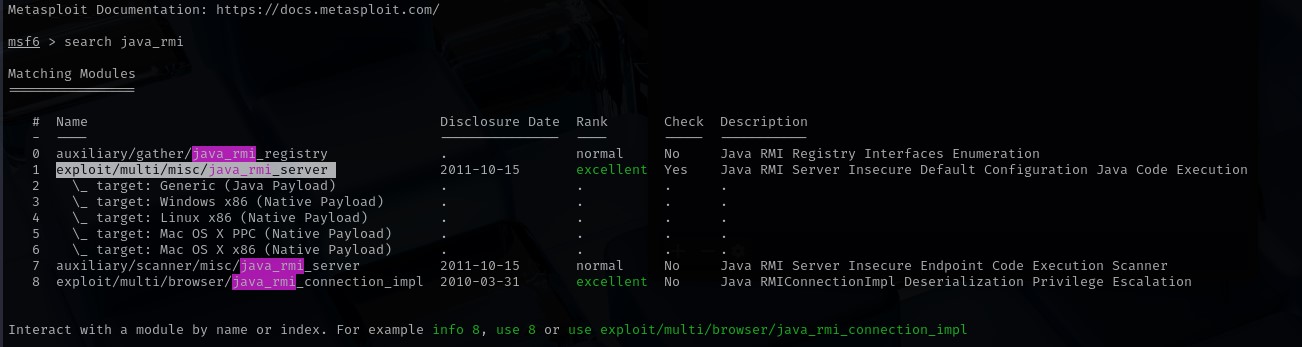 Metasploit Documentation: https://docs.metasploit.com/
msf6 > search java_rmi
Matching Modules
================
#  Name                                         Disclosure Date  Rank       Check  Description
-  ----                                         ---------------  ----       -----  -----------
0  auxiliary/gather/java_rmi_registry           .                normal     No     Java RMI Registry Interfaces Enumeration
1  exploit/multi/misc/java_rmi_server           2011-10-15       excellent  Yes    Java RMI Server Insecure Default Configuration Java Code Execution
2    \_ target: Generic (Java Payload)          .                .          .      .
3    \_ target: Windows x86 (Native Payload)    .                .          .      .
4    \_ target: Linux x86 (Native Payload)      .                .          .      .
5    \_ target: Mac OS X PPC (Native Payload)   .                .          .      .
6    \_ target: Mac OS X x86 (Native Payload)   .                .          .      .
7  auxiliary/scanner/misc/java_rmi_server       2011-10-15       normal     No     Java RMI Server Insecure Endpoint Code Execution Scanner
8  exploit/multi/browser/java_rmi_connection_impl  2010-03-31    excellent  No     Java RMIConnectionImpl Deserialization Privilege Escalation
Interact with a module by name or index. For example info 8, use 8 or use exploit/multi/browser/java_rmi_connection_impl